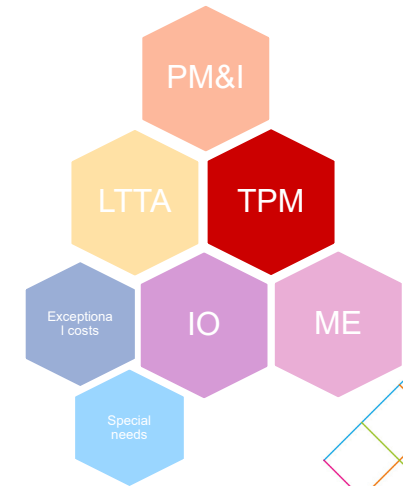 PM&I
LTTA
TPM
Exceptiona
l costs
IO
ME
Special
needs